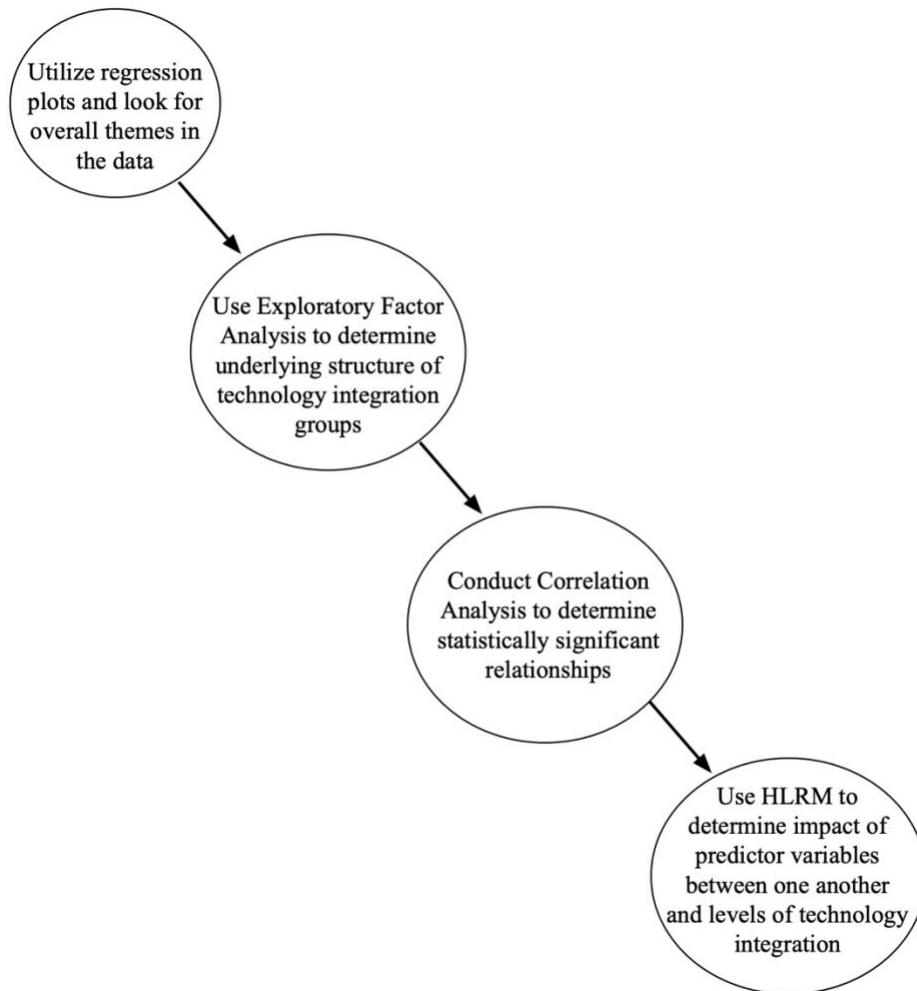 Utilize regression
plots and look for
overall themes in
the data
Use Exploratory Factor
Analysis to determine
underlying structure of
technology integration
groups
Conduct Correlation
Analysis to determine
statistically significant
relationships
Use HLRM to
determine impact of
predictor variables
between one another
and levels of technology
integration